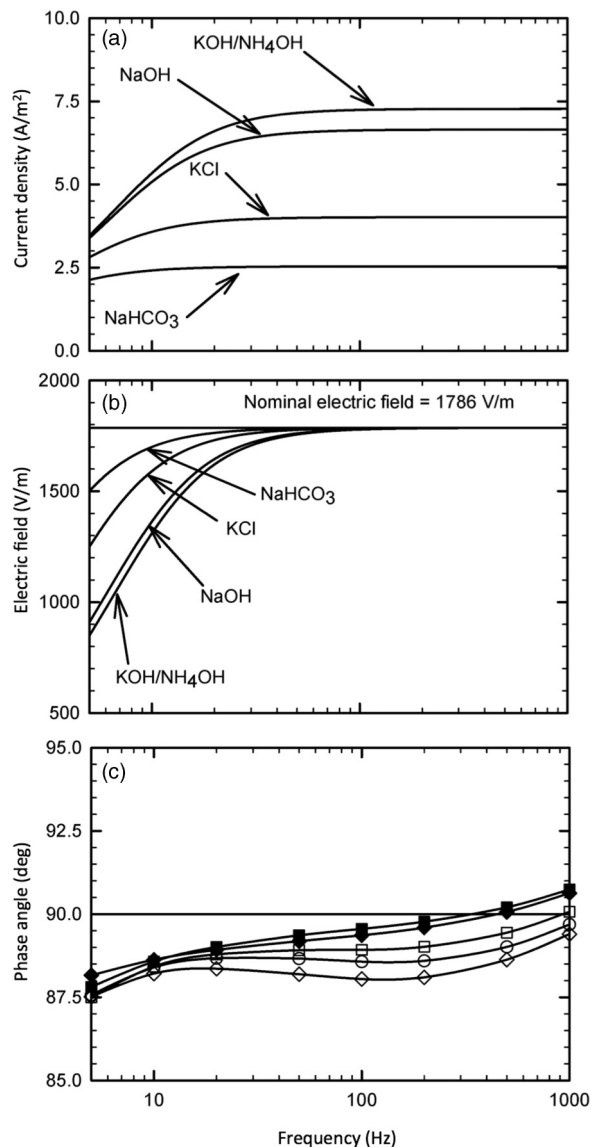 (a)
10.0
7.5
5.0
2.5
0.0
Current density (A/m²)
KOH/NH₄OH
NaOH
KCl
NaHCO₃
(b)
2000
1500
1000
500
Electric field (V/m)
Nominal electric field = 1786 V/m
NaHCO₃
KCl
NaOH
KOH/NH₄OH
(c)
95.0
92.5
90.0
87.5
85.0
Phase angle (deg)
10
100
1000
Frequency (Hz)